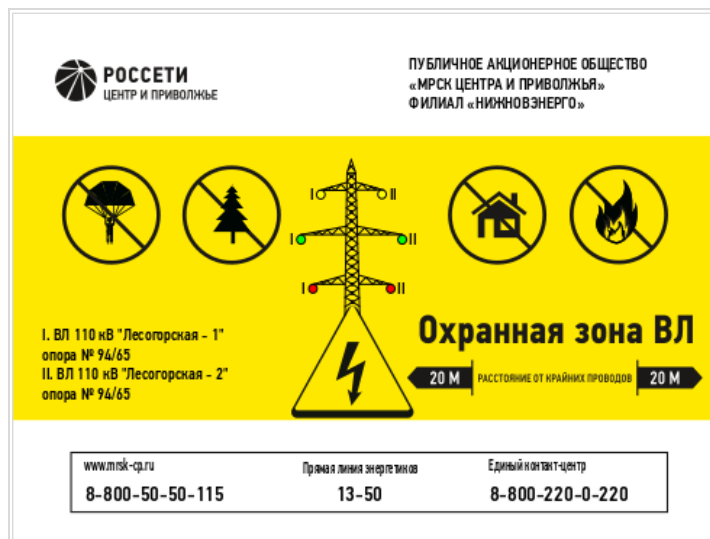 РОССЕТИ
ЦЕНТР И ПРИВОЛЖЬЕ
ПУБЛИЧНОЕ АКЦИОНЕРНОЕ ОБЩЕСТВО
«МРСК ЦЕНТРА И ПРИВОЛЖЬЯ»
ФИЛИАЛ «НИЖНОВЭНЕРГО»
I II
I II
I II
I. ВЛ 110 кВ "Лесогорская - 1"
опора № 94/65
II. ВЛ 110 кВ "Лесогорская - 2"
опора № 94/65
Охранная зона ВЛ
20 М РАССТОЯНИЕ ОТ КРАЙНИХ ПРОВОДОВ 20 М
www.mrsk-cp.ru
8-800-50-50-115
Прямая линия энергетиков
13-50
Единый контакт-центр
8-800-220-0-220